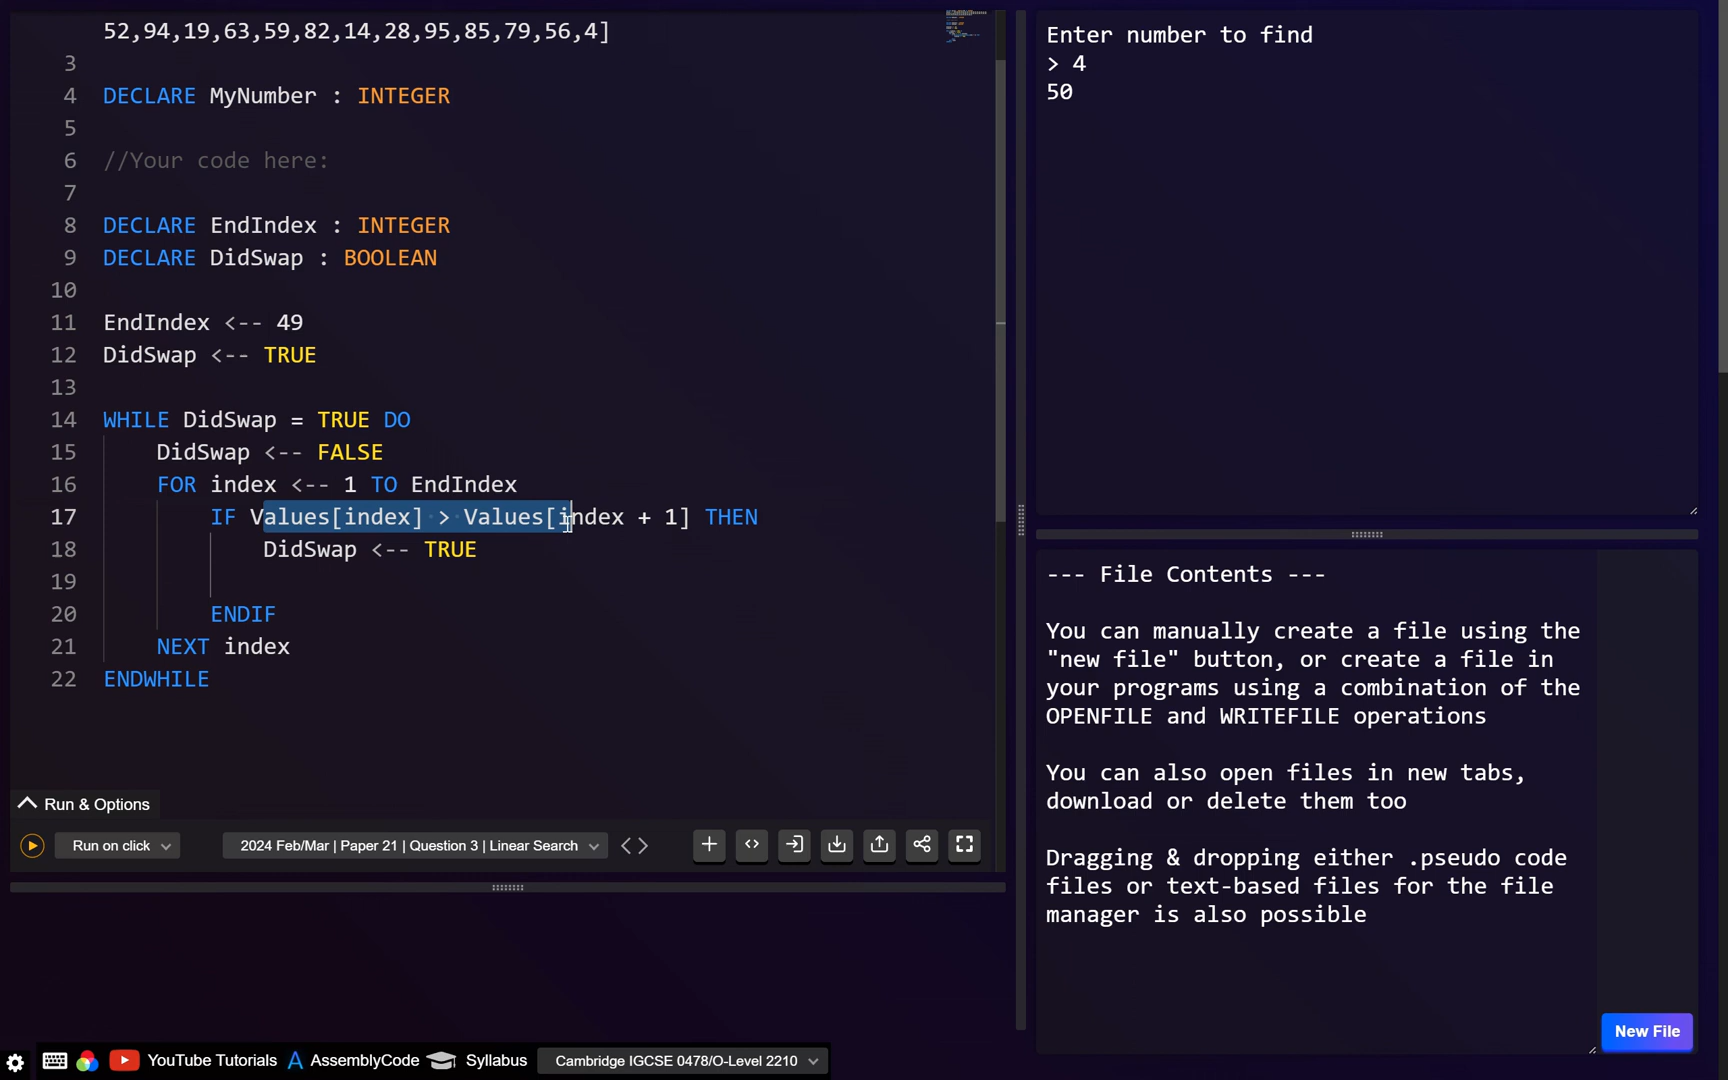 52,94,19,63,59,82,14,28,95,85,79,56,4]
3
4 DECLARE MyNumber : INTEGER
5
6 //Your code here:
7
8 DECLARE EndIndex : INTEGER
9 DECLARE DidSwap : BOOLEAN
10
11 EndIndex <-- 49
12 DidSwap <-- TRUE
13
14 WHILE DidSwap = TRUE DO
15 DidSwap <-- FALSE
16 FOR index <-- 1 TO EndIndex
17 IF Values[index] > Values[index + 1] THEN
18 DidSwap <-- TRUE
19
20 ENDIF
21 NEXT index
22 ENDWHILE
Run & Options
Run on click
2024 Feb/Mar | Paper 21 | Question 3 | Linear Search
Enter number to find
> 4
50
--- File Contents ---
You can manually create a file using the
"new file" button, or create a file in
your programs using a combination of the
OPENFILE and WRITEFILE operations
You can also open files in new tabs,
download or delete them too
Dragging & dropping either .pseudo code
files or text-based files for the file
manager is also possible
New File
YouTube Tutorials
AssemblyCode
Syllabus
Cambridge IGCSE 0478/O-Level 2210